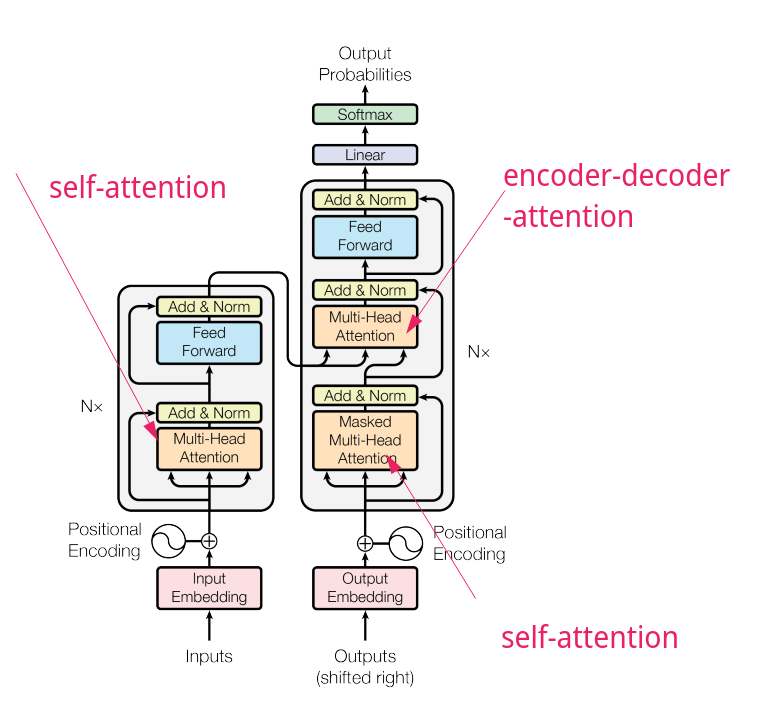 Output
Probabilities
Softmax
Linear
encoder-decoder
-attention
self-attention
Add & Norm
Feed
Forward
Add & Norm
Multi-Head
Attention
Add & Norm
Feed
Forward
N×
N×
Add & Norm
Masked
Multi-Head
Attention
Add & Norm
Multi-Head
Attention
Positional
Encoding
Positional
Encoding
Input
Embedding
Output
Embedding
self-attention
Inputs
Outputs
(shifted right)